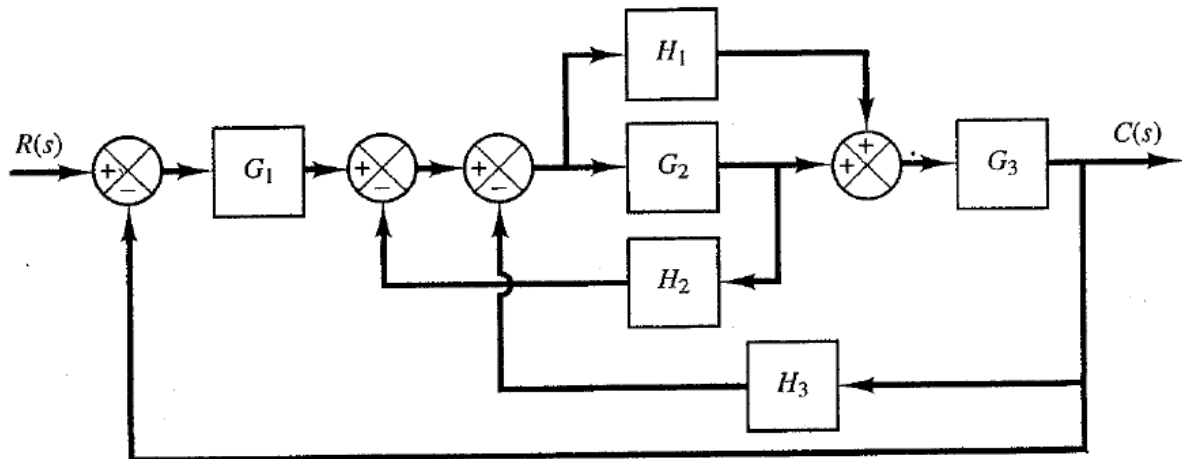 H₁
R(s)
+
−
G₁
+
−
+
−
G₂
+
+
G₃
C(s)
H₂
H₃